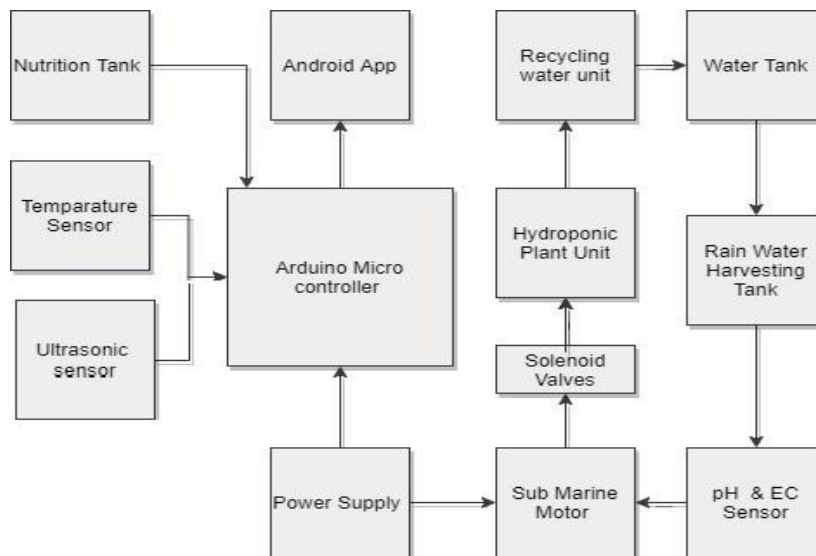 Nutrition Tank
Android App
Recycling
water unit
Water Tank
Temparature
Sensor
Arduino Micro
controller
Hydroponic
Plant Unit
Rain Water
Harvesting
Tank
Ultrasonic
sensor
Solenoid
Valves
Power Supply
Sub Marine
Motor
pH & EC
Sensor